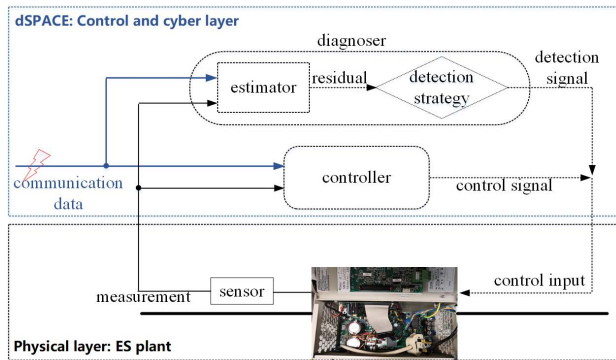 dSPACE: Control and cyber layer
diagnoser
detection
signal
estimator
residual
detection
strategy
communication
data
controller
control signal
measurement
sensor
control input
Physical layer: ES plant